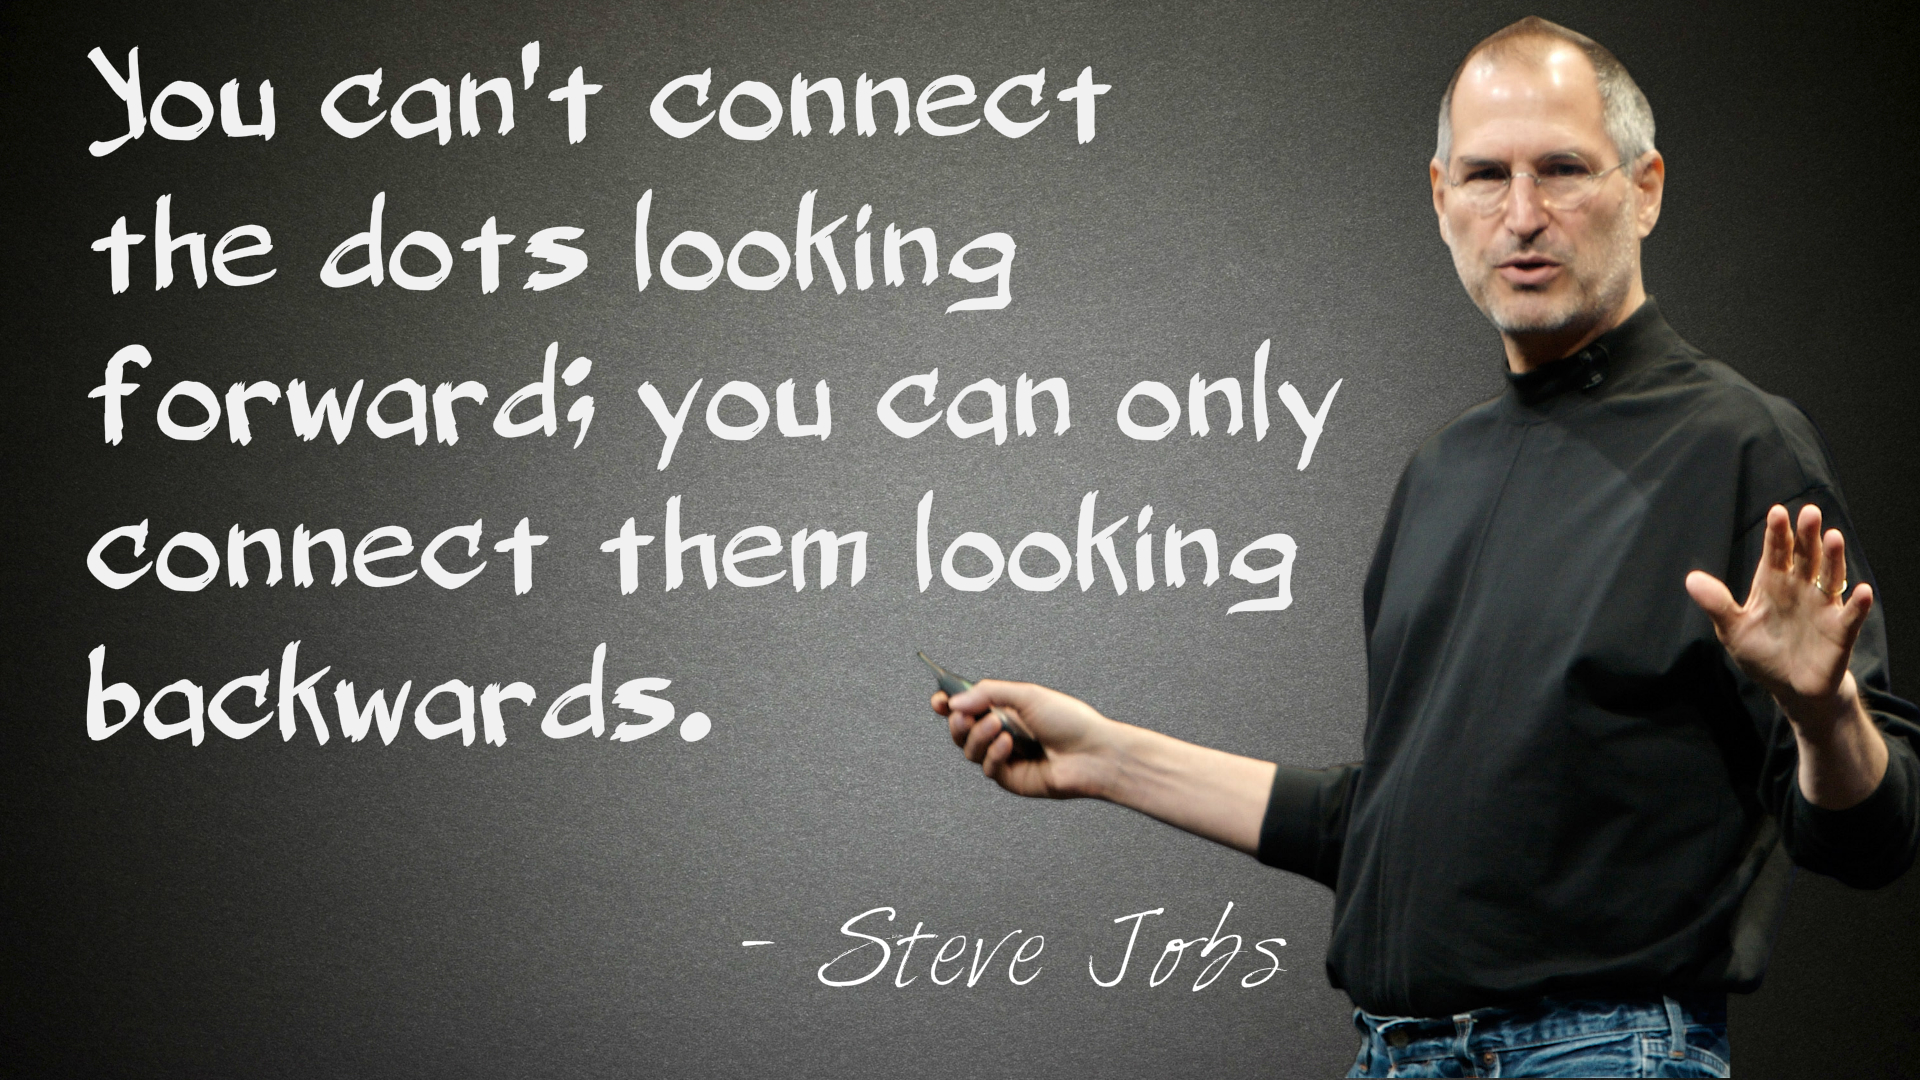 You can't connect
the dots looking
forward; you can only
connect them looking
backwards.
- Steve Jobs